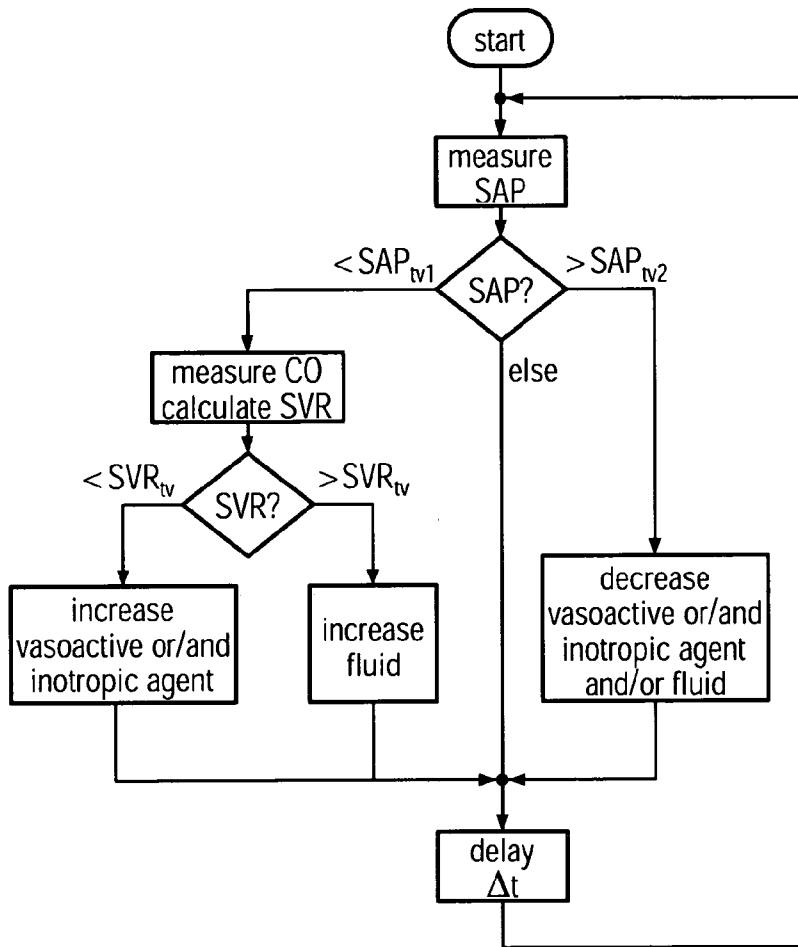 start
measure
SAP
< SAPtv1
SAP?
> SAPtv2
else
measure CO
calculate SVR
< SVRtv
SVR?
> SVRtv
increase
vasoactive or/and
inotropic agent
increase
fluid
decrease
vasoactive or/and
inotropic agent
and/or fluid
delay
Δt